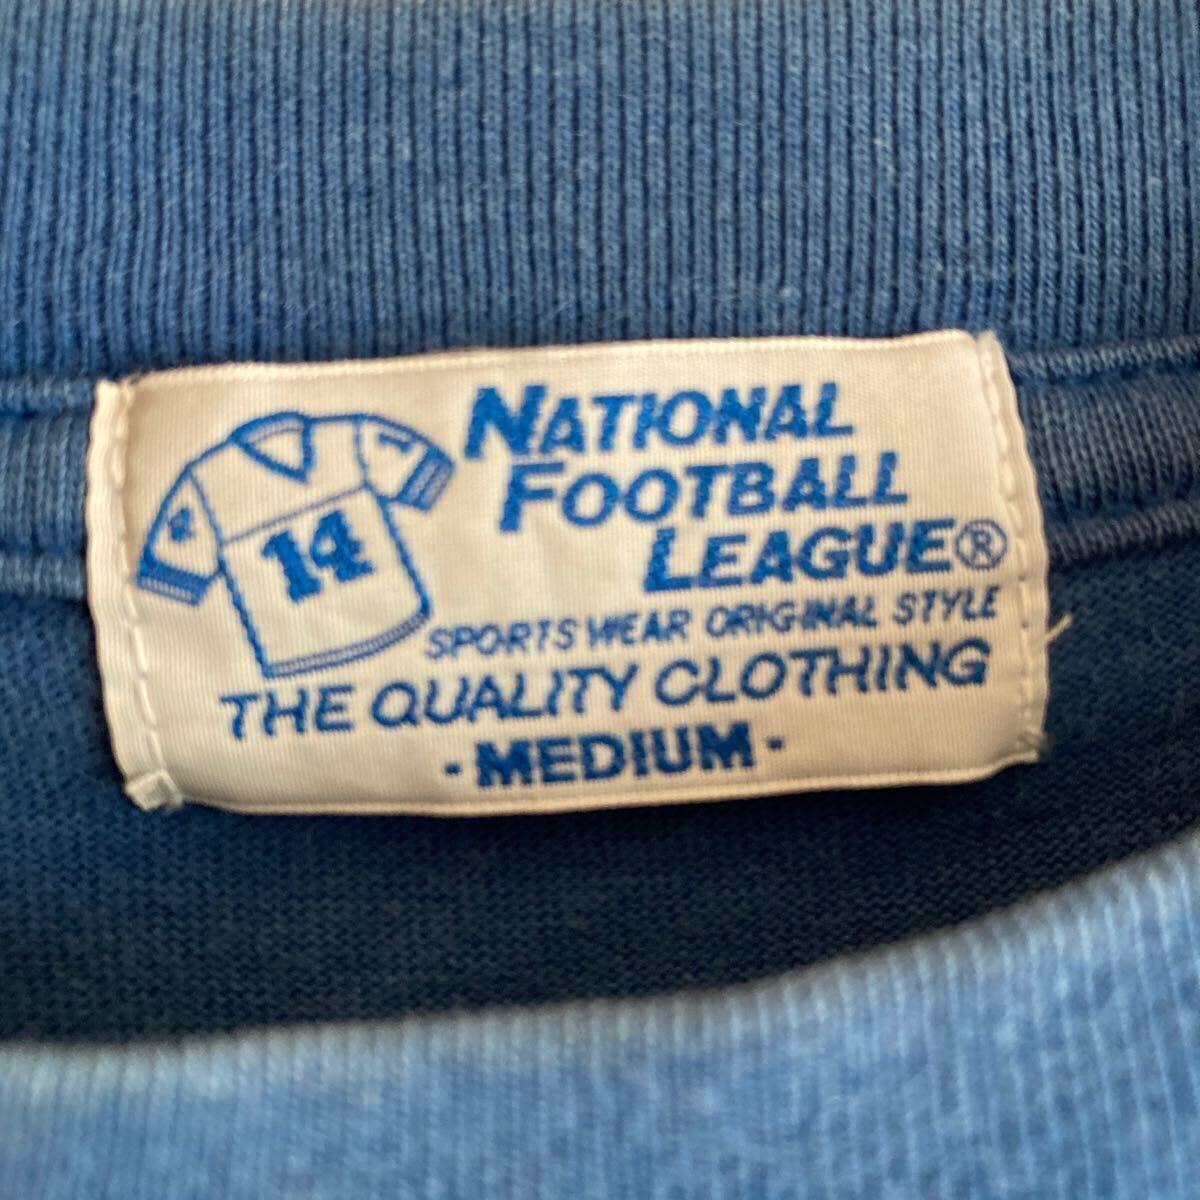 NATIONAL
FOOTBALL
LEAGUE®
14
SPORTS WEAR ORIGINAL STYLE
THE QUALITY CLOTHING
- MEDIUM -